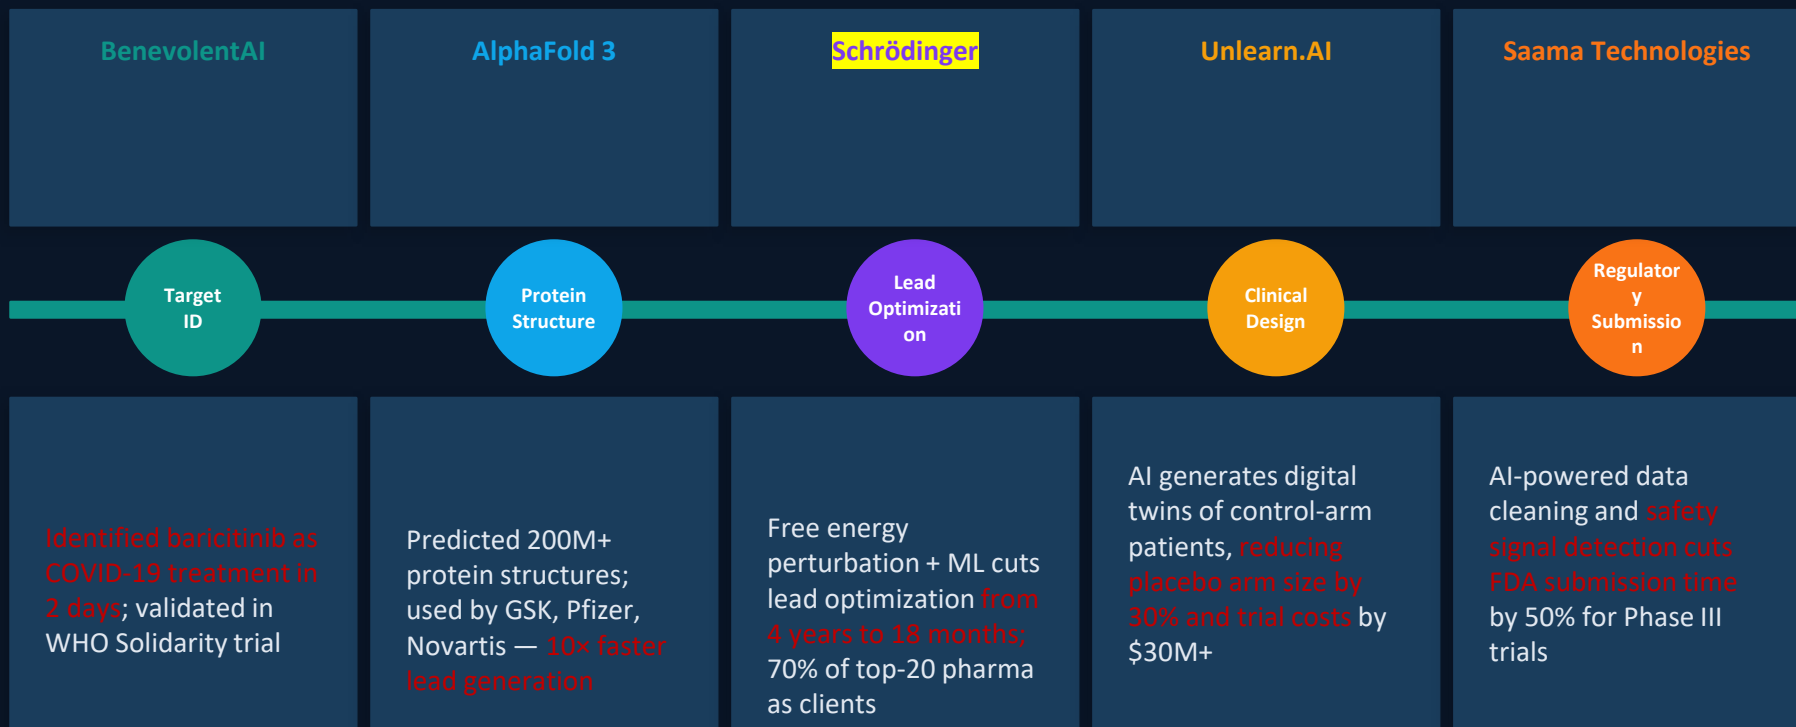 BenevolentAI
AlphaFold 3
Schrödinger
Unlearn.AI
Saama Technologies
Target
ID
Protein
Structure
Lead
Optimizati
on
Clinical
Design
Regulator
y
Submissio
n
Identified baricitinib as
COVID-19 treatment in
2 days; validated in
WHO Solidarity trial
Predicted 200M+
protein structures;
used by GSK, Pfizer,
Novartis — 10× faster
lead generation
Free energy
perturbation + ML cuts
lead optimization from
4 years to 18 months;
70% of top-20 pharma
as clients
AI generates digital
twins of control-arm
patients, reducing
placebo arm size by
30% and trial costs by
$30M+
AI-powered data
cleaning and safety
signal detection cuts
FDA submission time
by 50% for Phase III
trials